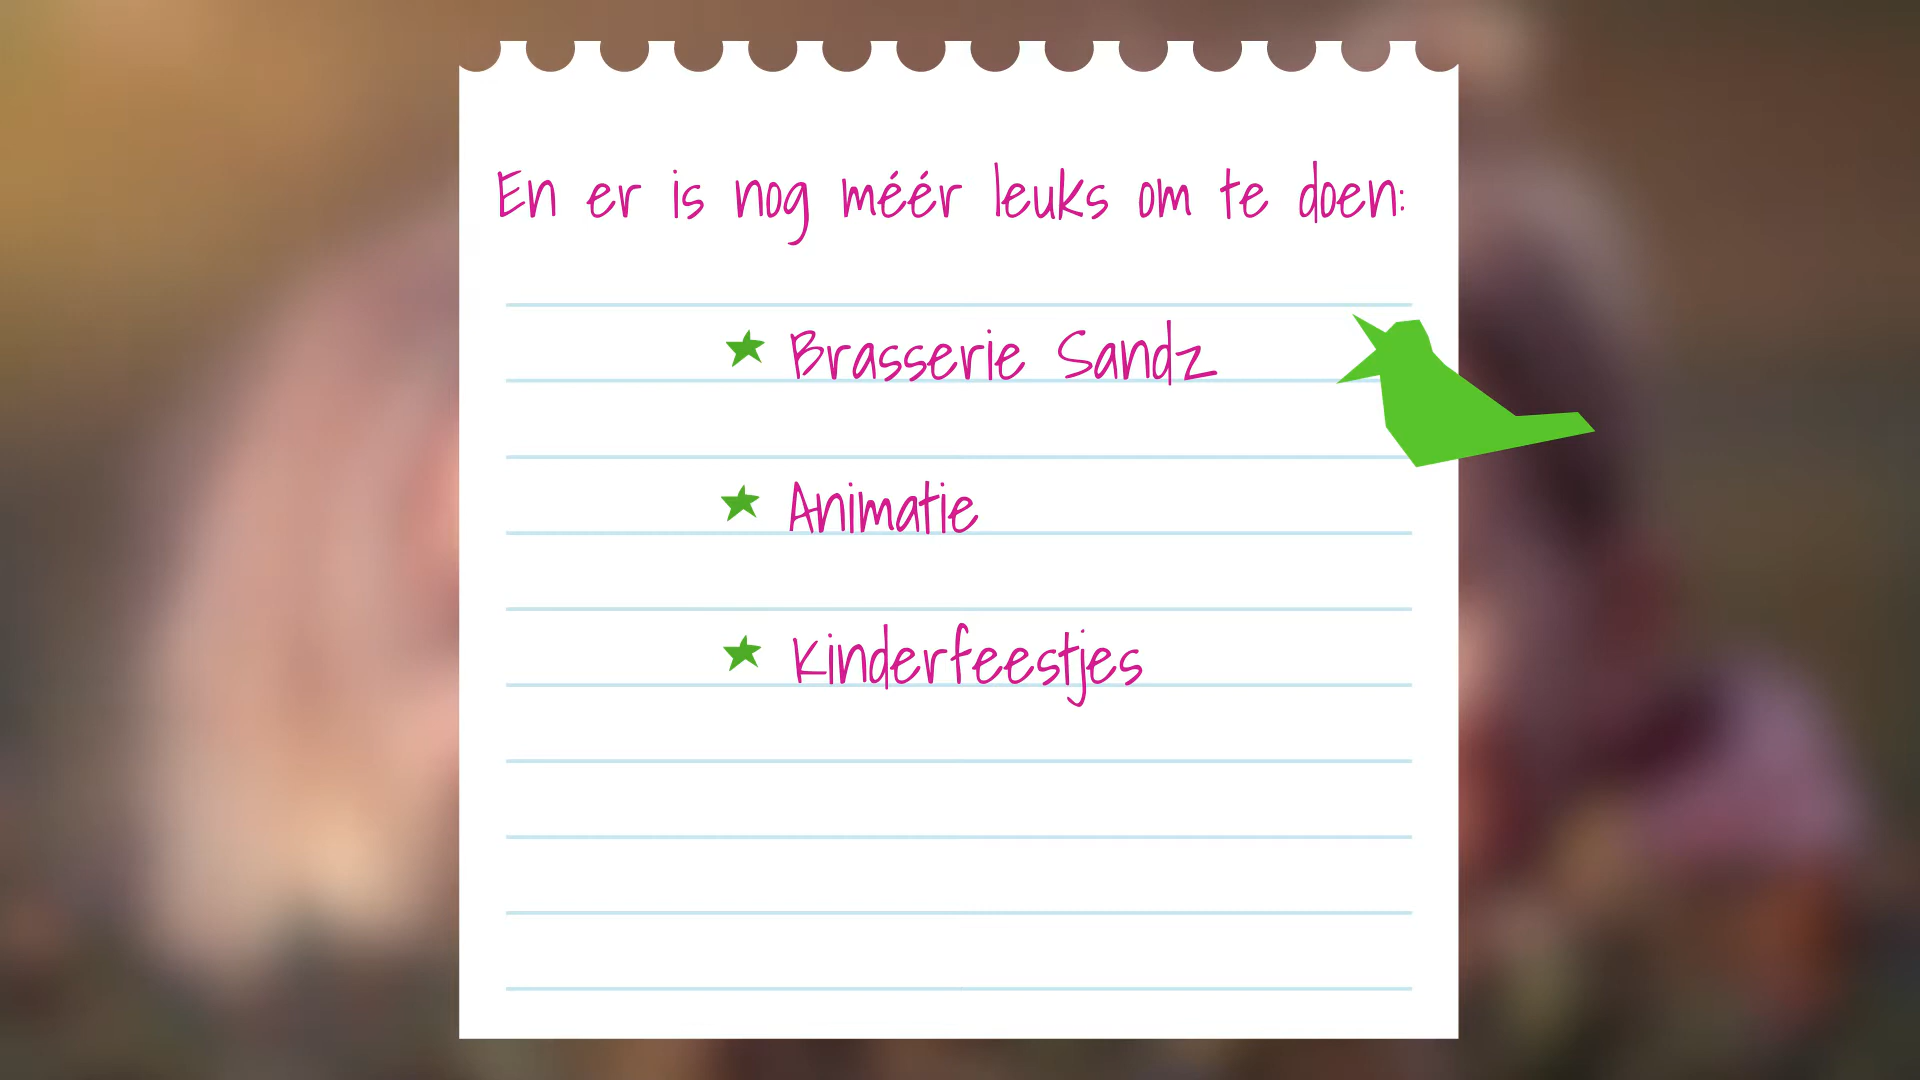 En er is nog méér leuks om te doen:
Brasserie Sandz
Animatie
Kinderfeestjes